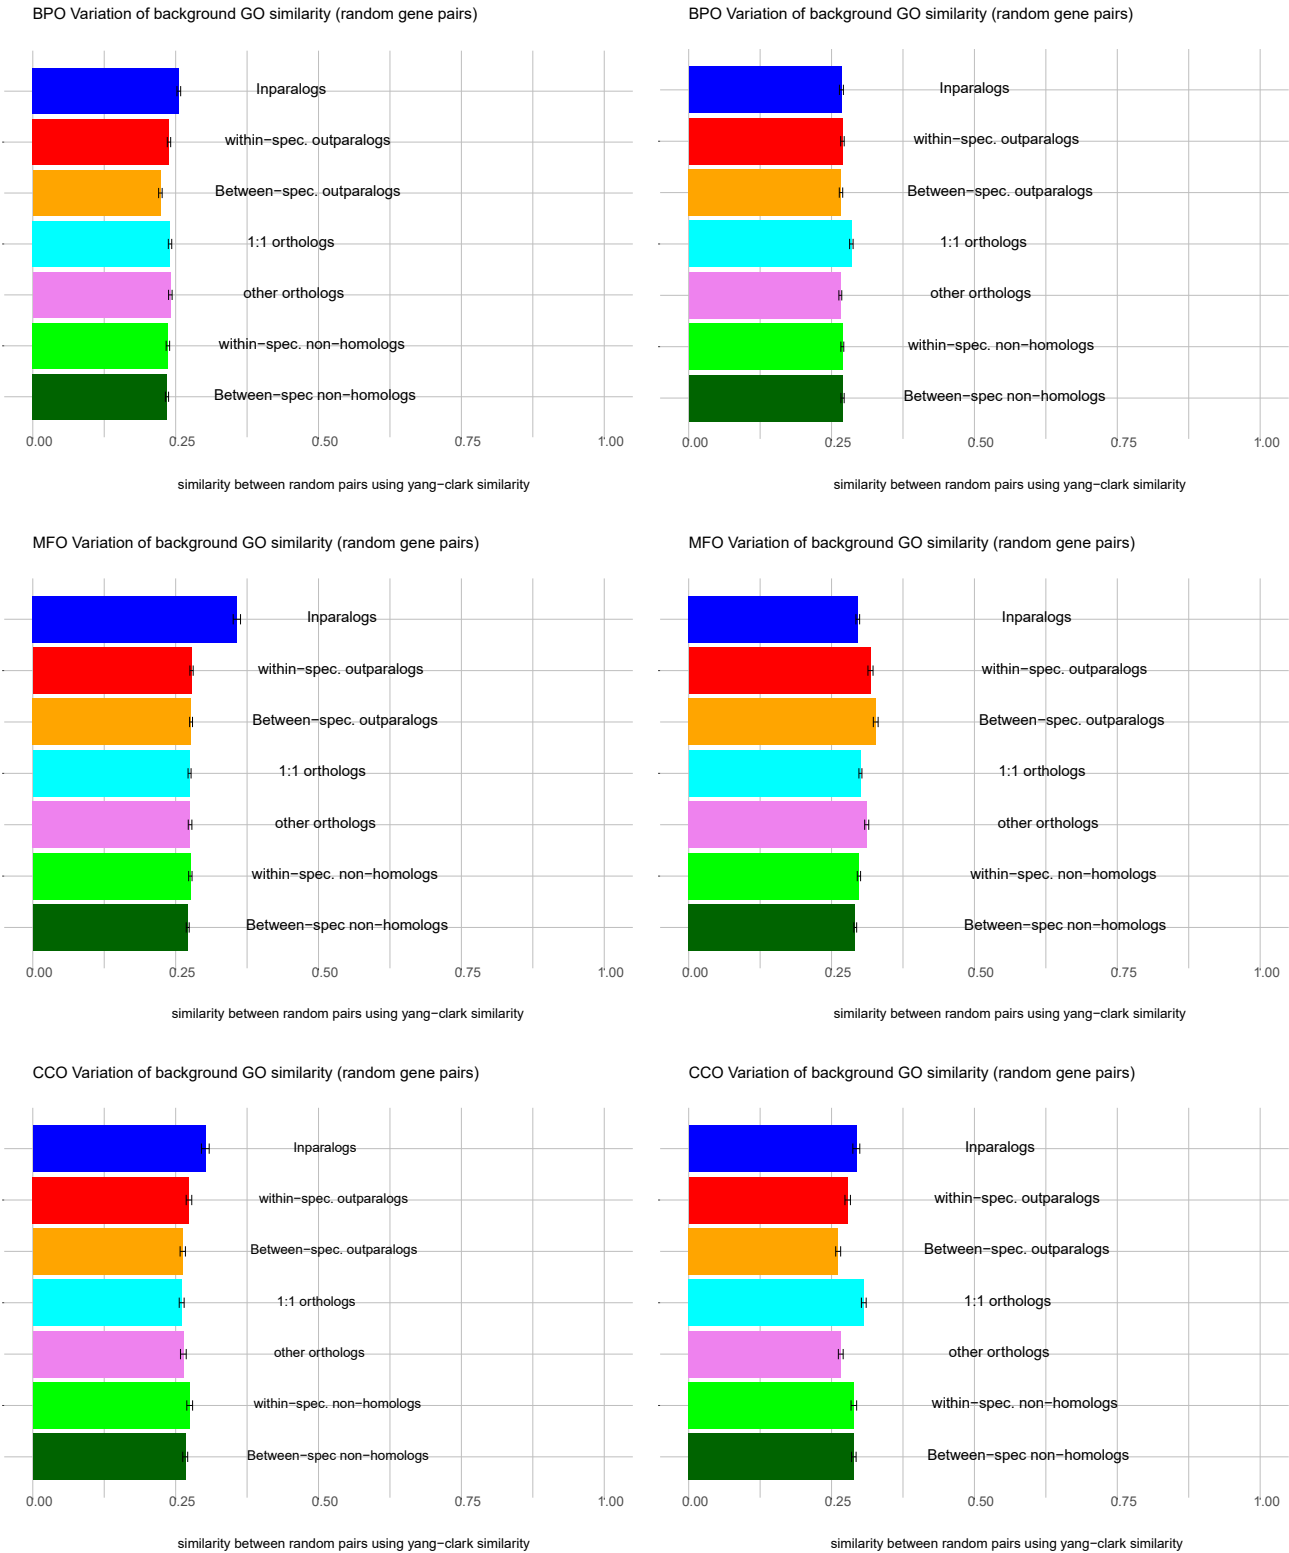 BPO Variation of background GO similarity (random gene pairs)
Inparalogs
within−spec. outparalogs
Between−spec. outparalogs
1:1 orthologs
other orthologs
within−spec. non−homologs
Between−spec non−homologs
0.00 0.25 0.50 0.75 1.00
similarity between random pairs using yang−clark similarity
BPO Variation of background GO similarity (random gene pairs)
Inparalogs
within−spec. outparalogs
Between−spec. outparalogs
1:1 orthologs
other orthologs
within−spec. non−homologs
Between−spec non−homologs
0.00 0.25 0.50 0.75 1.00
similarity between random pairs using yang−clark similarity
MFO Variation of background GO similarity (random gene pairs)
Inparalogs
within−spec. outparalogs
Between−spec. outparalogs
1:1 orthologs
other orthologs
within−spec. non−homologs
Between−spec non−homologs
0.00 0.25 0.50 0.75 1.00
similarity between random pairs using yang−clark similarity
MFO Variation of background GO similarity (random gene pairs)
Inparalogs
within−spec. outparalogs
Between−spec. outparalogs
1:1 orthologs
other orthologs
within−spec. non−homologs
Between−spec non−homologs
0.00 0.25 0.50 0.75 1.00
similarity between random pairs using yang−clark similarity
CCO Variation of background GO similarity (random gene pairs)
Inparalogs
within−spec. outparalogs
Between−spec. outparalogs
1:1 orthologs
other orthologs
within−spec. non−homologs
Between−spec non−homologs
0.00 0.25 0.50 0.75 1.00
similarity between random pairs using yang−clark similarity
CCO Variation of background GO similarity (random gene pairs)
Inparalogs
within−spec. outparalogs
Between−spec. outparalogs
1:1 orthologs
other orthologs
within−spec. non−homologs
Between−spec non−homologs
0.00 0.25 0.50 0.75 1.00
similarity between random pairs using yang−clark similarity